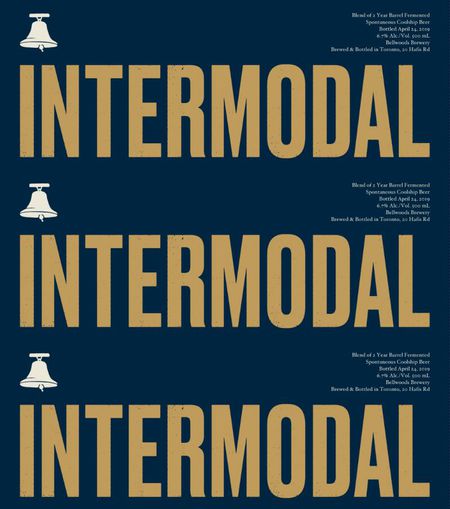 Blend of 2 Year Barrel Fermented
Spontaneous Coolship Beer
Bottled April 24, 2019
6.7% Alc./Vol. 500 mL
Bellwoods Brewery
Brewed & Bottled in Toronto, 20 Hafis Rd
INTERMODAL
Blend of 2 Year Barrel Fermented
Spontaneous Coolship Beer
Bottled April 24, 2019
6.7% Alc./Vol. 500 mL
Bellwoods Brewery
Brewed & Bottled in Toronto, 20 Hafis Rd
INTERMODAL
Blend of 2 Year Barrel Fermented
Spontaneous Coolship Beer
Bottled April 24, 2019
6.7% Alc./Vol. 500 mL
Bellwoods Brewery
Brewed & Bottled in Toronto, 20 Hafis Rd
INTERMODAL